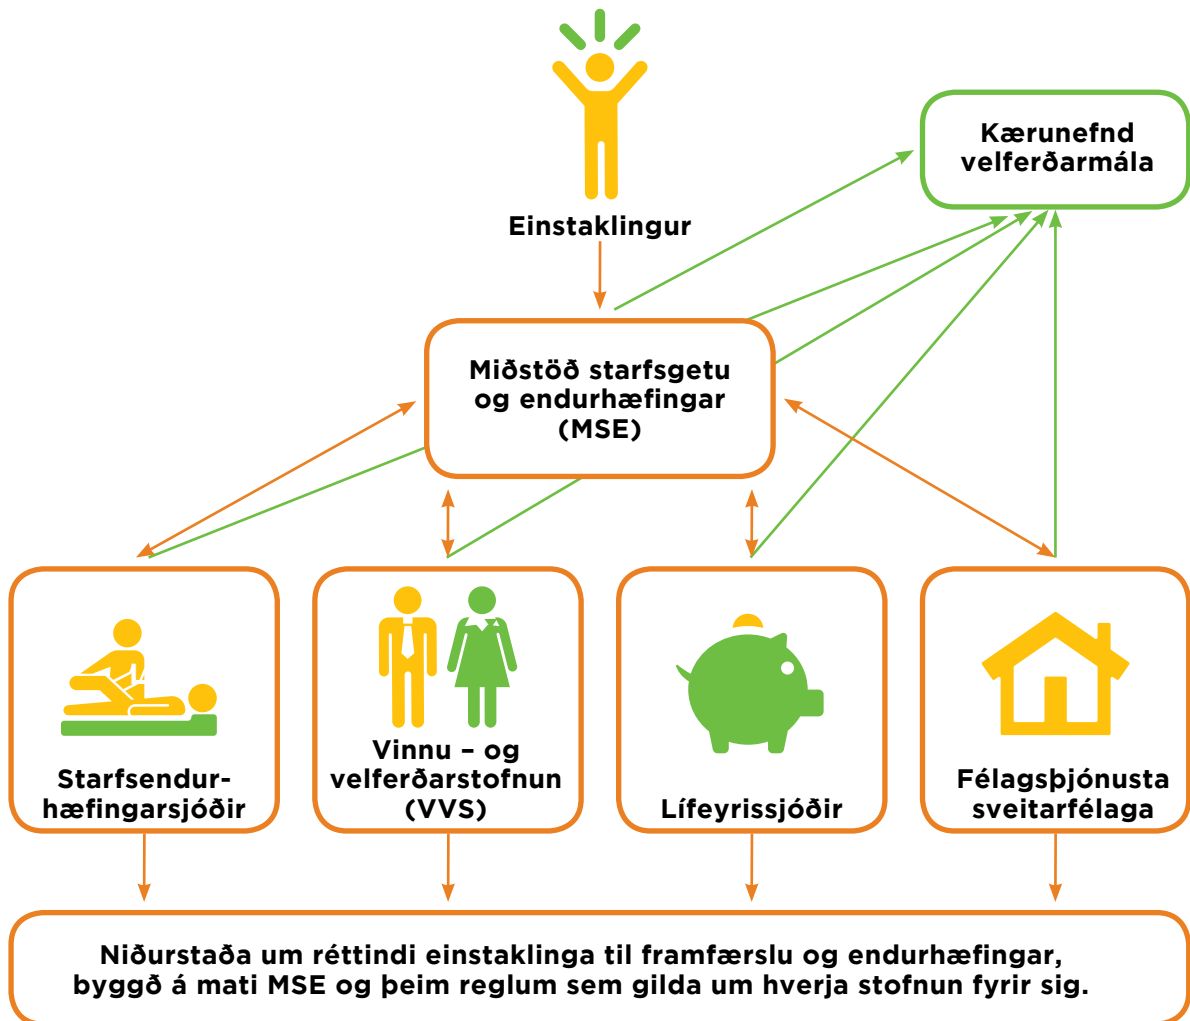 Kærunefnd
velferðarmála
Einstaklingur
Miðstöð starfsgetu
og endurhæfingar
(MSE)
Starfsendur-
hæfingarsjóðir
Vinnu – og
velferðarstofnun
(VVS)
Lífeyrissjóðir
Félagsþjónusta
sveitarfélaga
Niðurstaða um réttindi einstaklinga til framfærslu og endurhæfingar,
byggð á mati MSE og þeim reglum sem gilda um hverja stofnun fyrir sig.